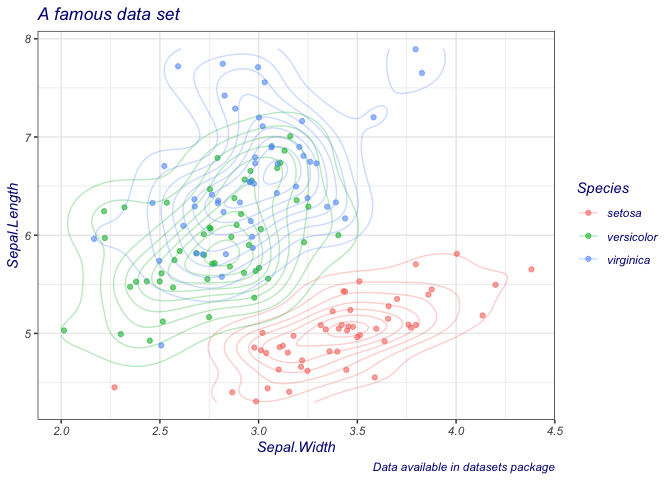 A famous data set
8
7
6
5
Sepal.Length
2.0 2.5 3.0 3.5 4.0 4.5
Sepal.Width
Species
setosa
versicolor
virginica
Data available in datasets package